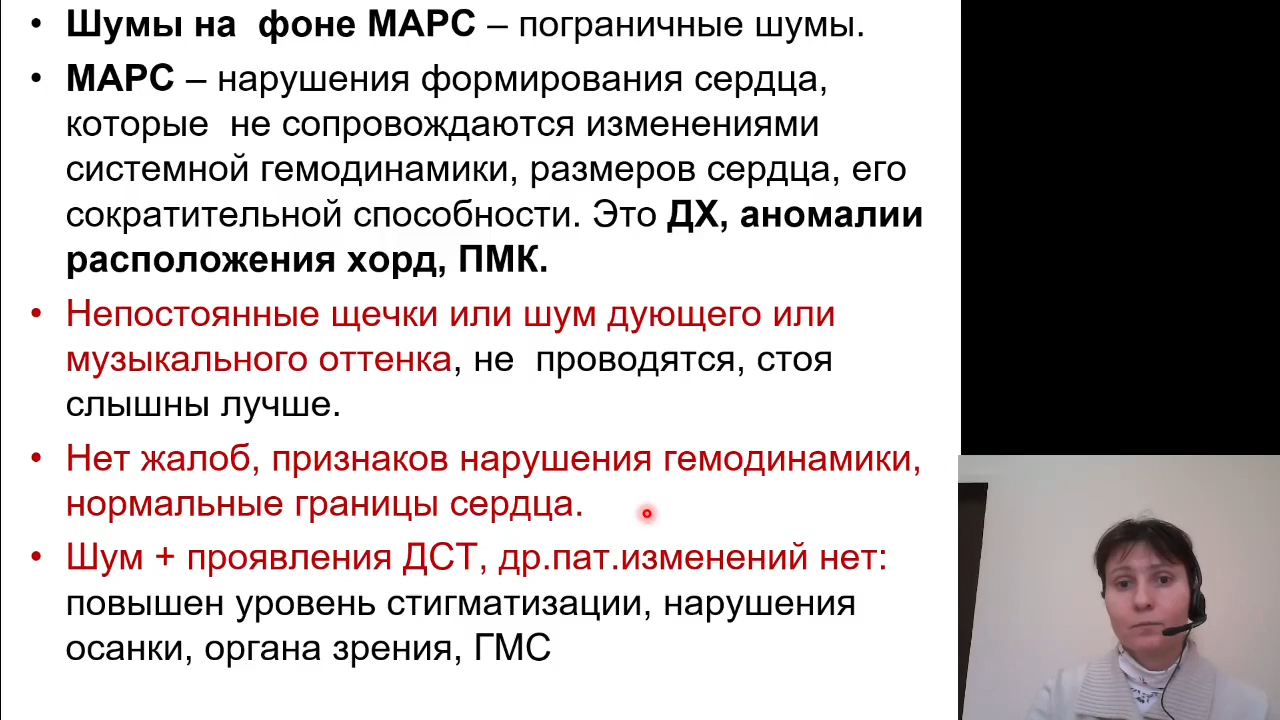 • Шумы на  фоне МАРС – пограничные шумы.
• МАРС – нарушения формирования сердца,
которые  не сопровождаются изменениями
системной гемодинамики, размеров сердца, его
сократительной способности. Это ДХ, аномалии
расположения хорд, ПМК.
• Непостоянные щечки или шум дующего или
музыкального оттенка, не  проводятся, стоя
слышны лучше.
• Нет жалоб, признаков нарушения гемодинамики,
нормальные границы сердца.
• Шум + проявления ДСТ, др.пат.изменений нет:
повышен уровень стигматизации, нарушения
осанки, органа зрения, ГМС